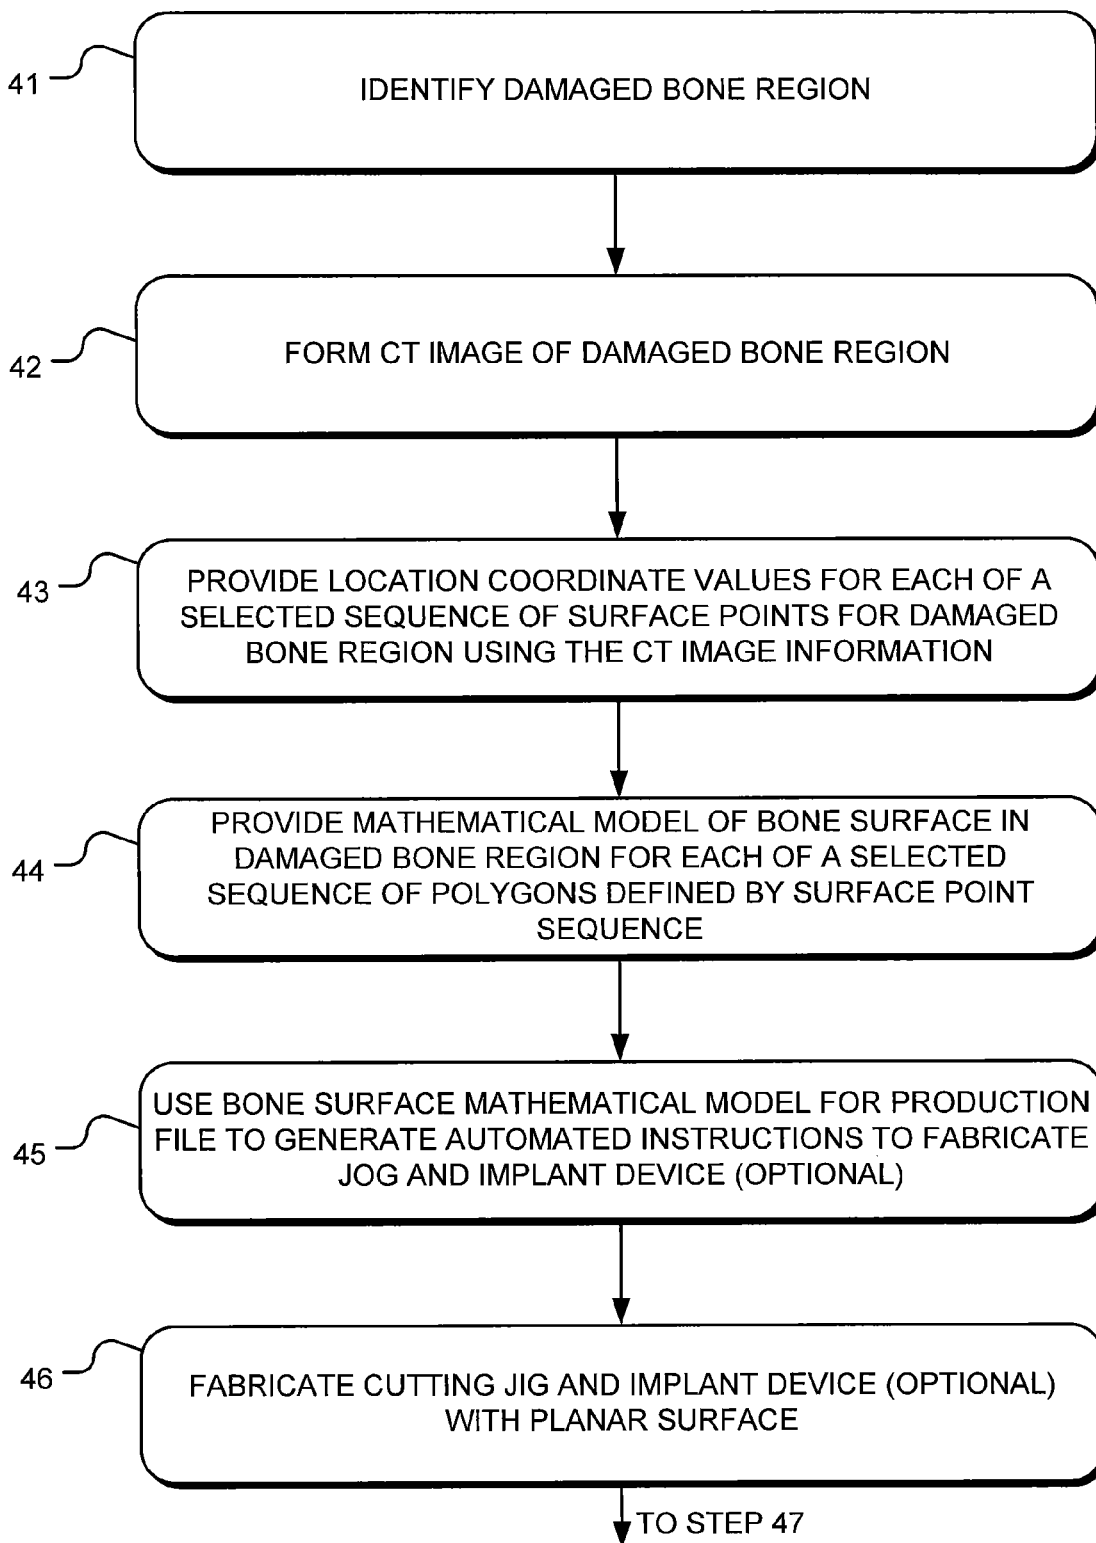 41
IDENTIFY DAMAGED BONE REGION
42
FORM CT IMAGE OF DAMAGED BONE REGION
43
PROVIDE LOCATION COORDINATE VALUES FOR EACH OF A
SELECTED SEQUENCE OF SURFACE POINTS FOR DAMAGED
BONE REGION USING THE CT IMAGE INFORMATION
44
PROVIDE MATHEMATICAL MODEL OF BONE SURFACE IN
DAMAGED BONE REGION FOR EACH OF A SELECTED
SEQUENCE OF POLYGONS DEFINED BY SURFACE POINT
SEQUENCE
45
USE BONE SURFACE MATHEMATICAL MODEL FOR PRODUCTION
FILE TO GENERATE AUTOMATED INSTRUCTIONS TO FABRICATE
JOG AND IMPLANT DEVICE (OPTIONAL)
46
FABRICATE CUTTING JIG AND IMPLANT DEVICE (OPTIONAL)
WITH PLANAR SURFACE
TO STEP 47